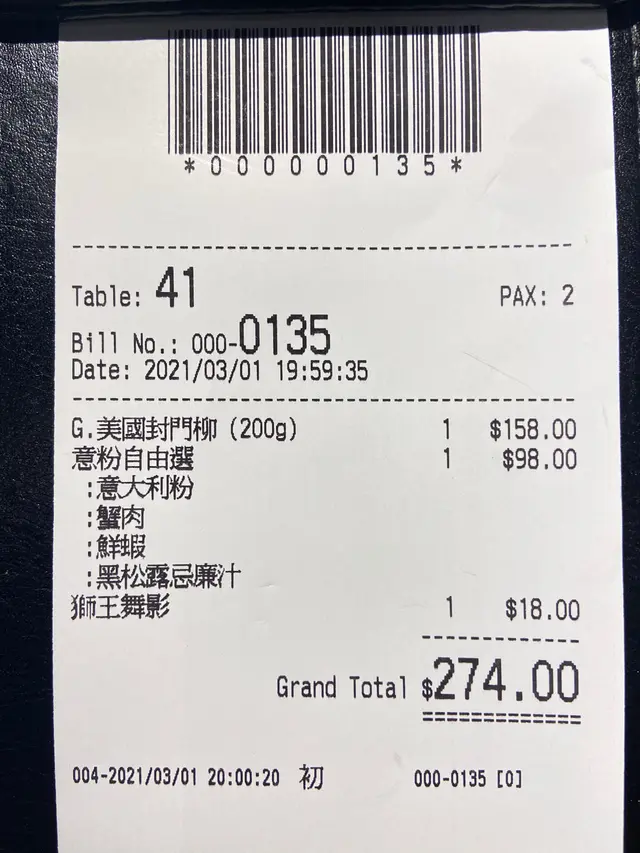 *000000135*
Table: 41 PAX: 2
Bill No.: 000-0135
Date: 2021/03/01 19:59:35
G.美國封門柳 (200g) 1 $158.00
意粉自由選 1 $98.00
:意大利粉
:蟹肉
:鮮蝦
:黑松露忌廉汁
獅王舞影 1 $18.00
Grand Total $274.00
004-2021/03/01 20:00:20 初 000-0135 [0]